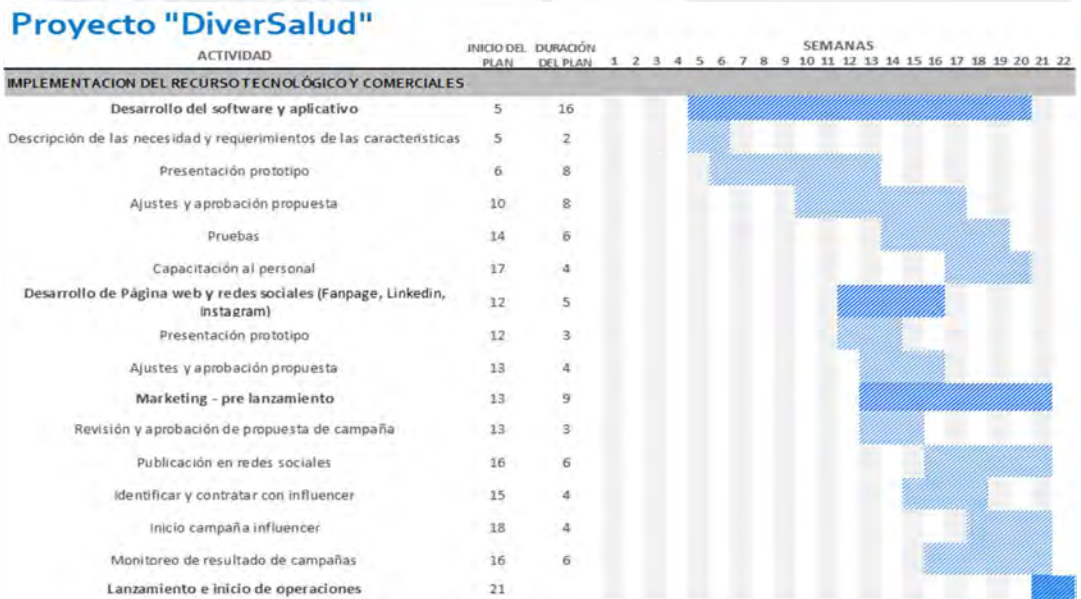 Proyecto "DiverSalud"
ACTIVIDAD INICIO DEL PLAN DURACIÓN DEL PLAN SEMANAS
1 2 3 4 5 6 7 8 9 10 11 12 13 14 15 16 17 18 19 20 21 22
IMPLEMENTACION DEL RECURSO TECNOLÓGICO Y COMERCIALES
Desarrollo del software y aplicativo 5 16
Descripción de las necesidad y requerimientos de las características 5 2
Presentación prototipo 6 8
Ajustes y aprobación propuesta 10 8
Pruebas 14 6
Capacitación al personal 17 4
Desarrollo de Página web y redes sociales (Fanpage, Linkedin,
Instagram) 12 5
Presentación prototipo 12 3
Ajustes y aprobación propuesta 13 4
Marketing - pre lanzamiento 13 9
Revisión y aprobación de propuesta de campaña 13 3
Publicación en redes sociales 16 6
Identificar y contratar con influencer 15 4
Inicio campaña influencer 18 4
Monitoreo de resultado de campañas 16 6
Lanzamiento e inicio de operaciones 21